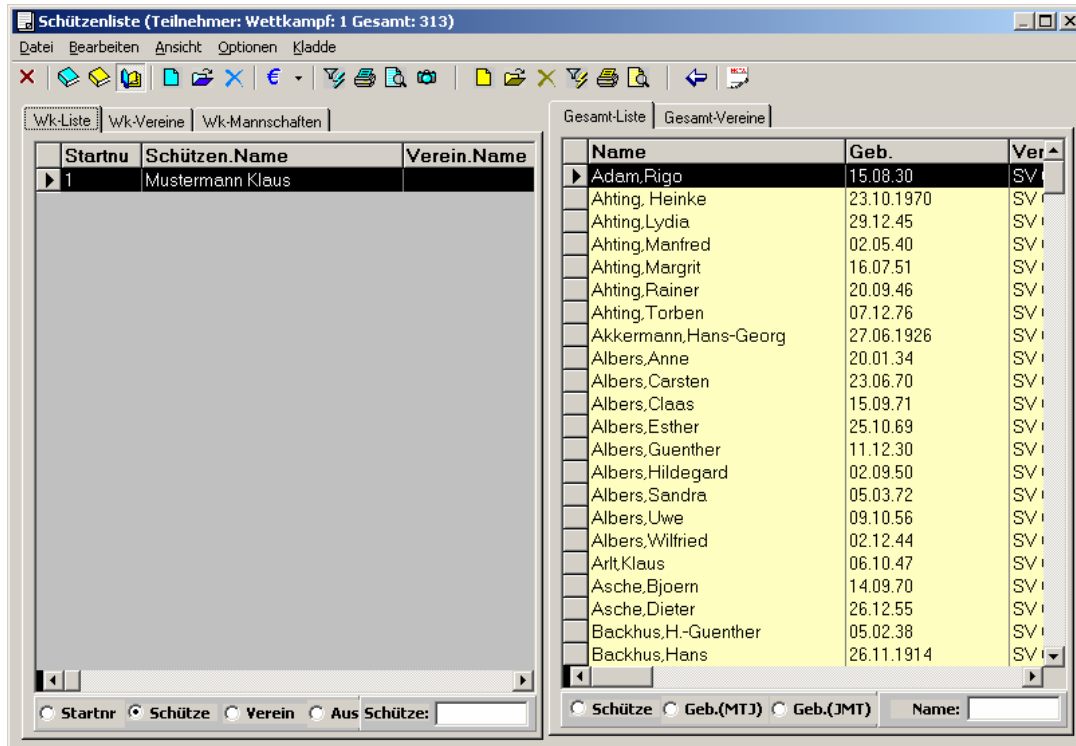 Schützenliste (Teilnehmer: Wettkampf: 1 Gesamt: 313)
Datei Bearbeiten Ansicht Optionen Kladde
Wk-Liste Wk-Vereine Wk-Mannschaften
Startnu Schützen.Name Verein.Name
1 Mustermann Klaus
Gesamt-Liste Gesamt-Vereine
Name Geb. Ver
Adam,Rigo 15.08.30 SV
Ahting, Heinke 23.10.1970 SV
Ahting,Lydia 29.12.45 SV
Ahting,Manfred 02.05.40 SV
Ahting,Margrit 16.07.51 SV
Ahting,Rainer 20.09.46 SV
Ahting,Torben 07.12.76 SV
Akkermann,Hans-Georg 27.06.1926 SV
Albers,Anne 20.01.34 SV
Albers,Carsten 23.06.70 SV
Albers,Claas 15.09.71 SV
Albers,Esther 25.10.69 SV
Albers,Guenther 11.12.30 SV
Albers,Hildegard 02.09.50 SV
Albers,Sandra 05.03.72 SV
Albers,Uwe 09.10.56 SV
Albers,Wilfried 02.12.44 SV
Arlt,Klaus 06.10.47 SV
Asche,Bjoern 14.09.70 SV
Asche,Dieter 26.12.55 SV
Backhus,H.-Guenther 05.02.38 SV
Backhus,Hans 26.11.1914 SV
Startnr Schütze Verein Aus Schütze:
Schütze Geb.(MTJ) Geb.(JMT) Name: